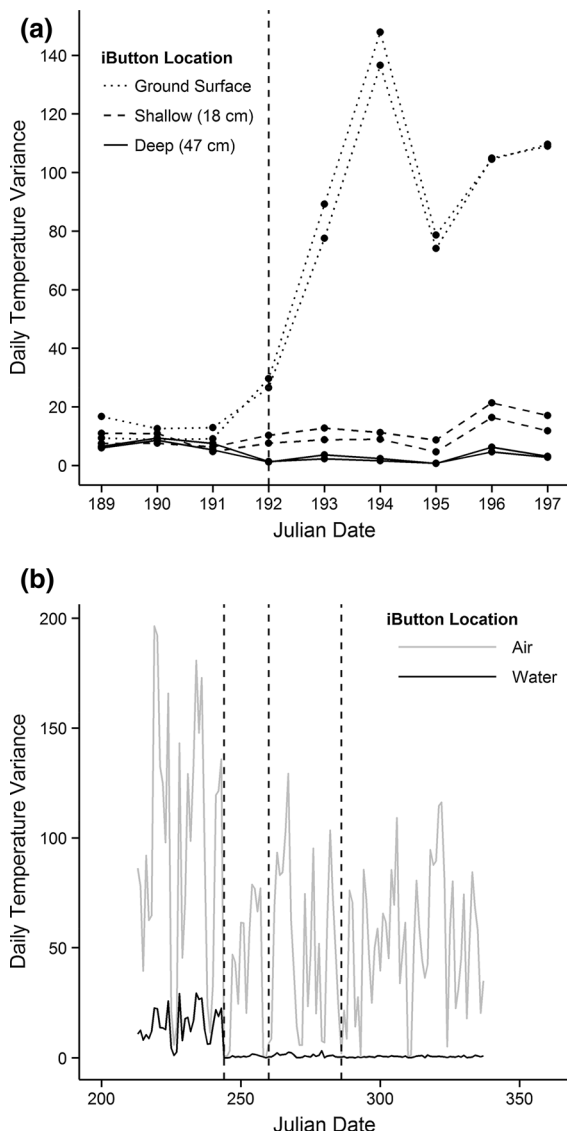 (a)
iButton Location
Ground Surface
Shallow (18 cm)
Deep (47 cm)
Daily Temperature Variance
140
120
100
80
60
40
20
0
189 190 191 192 193 194 195 196 197
Julian Date
(b)
iButton Location
Air
Water
Daily Temperature Variance
200
150
100
50
0
200 250 300 350
Julian Date